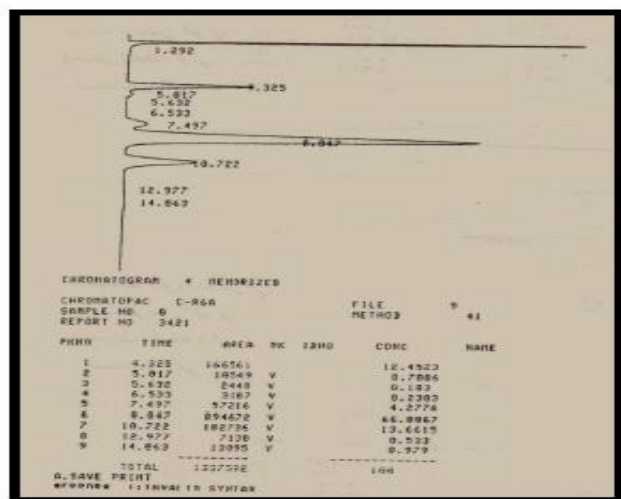 1.292
4.325
5.017
5.632
6.533
7.497
8.847
10.722
12.977
14.863
CHROMATOGRAM MEMORIZED
CHROMATOPAC C-R6A FILE 9
SAMPLE NO 0 METHOD 41
REPORT NO 3421
PKNO TIME AREA MK IDNO CONC NAME
1 4.325 166561 12.4523
2 5.017 10549 V 0.7886
3 5.632 2448 V 0.183
4 6.533 3187 V 0.2383
5 7.497 57216 V 4.2774
6 8.847 894672 V 66.8867
7 10.722 182736 V 13.6615
8 12.977 7130 V 0.533
9 14.863 13095 V 0.979
TOTAL 1337592 100
A.SAVE PRINT
INVALID SYNTAX